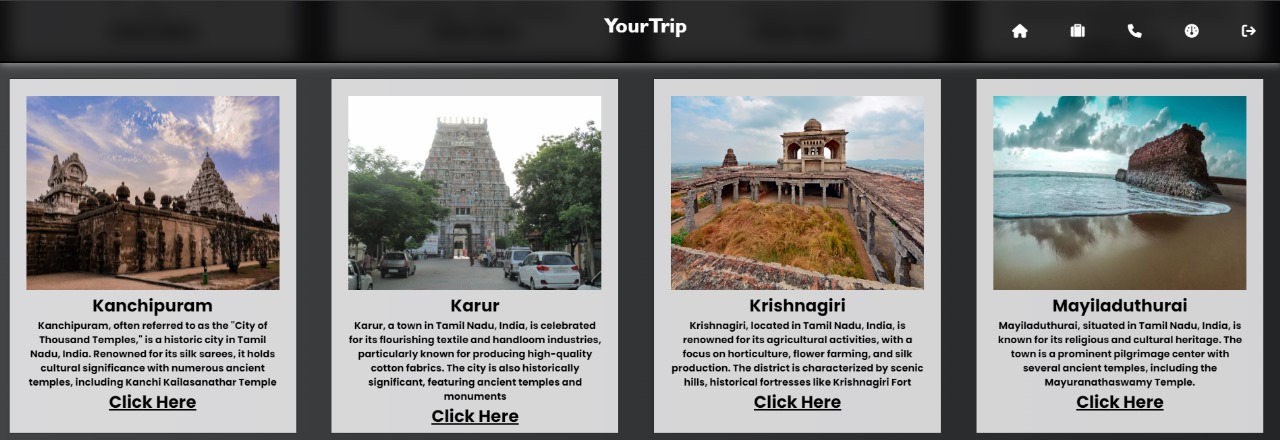 YourTrip
Kanchipuram
Kanchipuram, often referred to as the "City of
Thousand Temples," is a historic city in Tamil
Nadu, India. Renowned for its silk sarees, it holds
cultural significance with numerous ancient
temples, including Kanchi Kailasanathar Temple
Click Here
Karur
Karur, a town in Tamil Nadu, India, is celebrated
for its flourishing textile and handloom industries,
particularly known for producing high-quality
cotton fabrics. The city is also historically
significant, featuring ancient temples and
monuments
Click Here
Krishnagiri
Krishnagiri, located in Tamil Nadu, India, is
renowned for its agricultural activities, with a
focus on horticulture, flower farming, and silk
production. The district is characterized by scenic
hills, historical fortresses like Krishnagiri Fort
Click Here
Mayiladuthurai
Mayiladuthurai, situated in Tamil Nadu, India, is
known for its religious and cultural heritage. The
town is a prominent pilgrimage center with
several ancient temples, including the
Mayuranathaswamy Temple.
Click Here